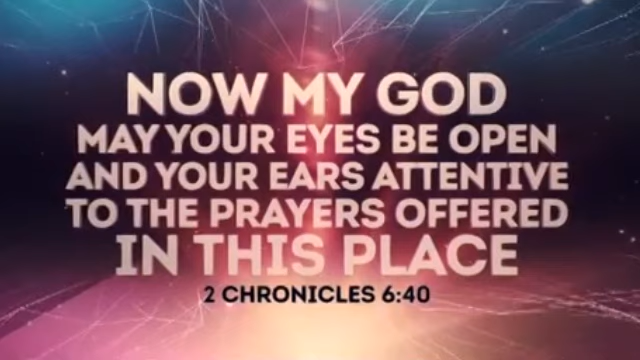 NOW MY GOD
MAY YOUR EYES BE OPEN
AND YOUR EARS ATTENTIVE
TO THE PRAYERS OFFERED
IN THIS PLACE
2 CHRONICLES 6:40